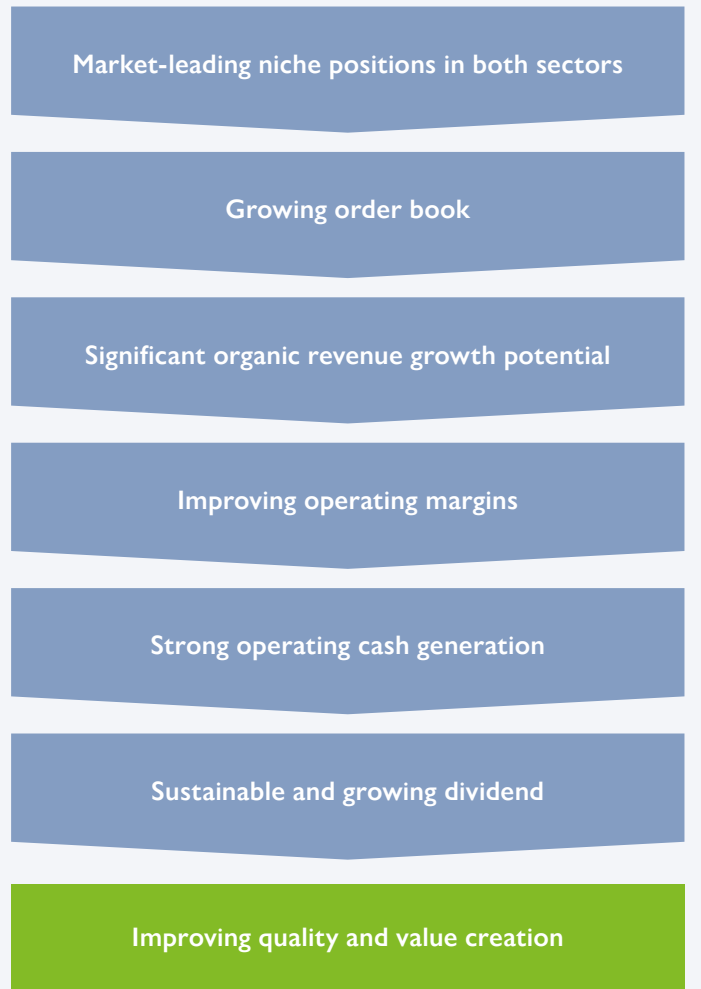 Market-leading niche positions in both sectors
Growing order book
Significant organic revenue growth potential
Improving operating margins
Strong operating cash generation
Sustainable and growing dividend
Improving quality and value creation